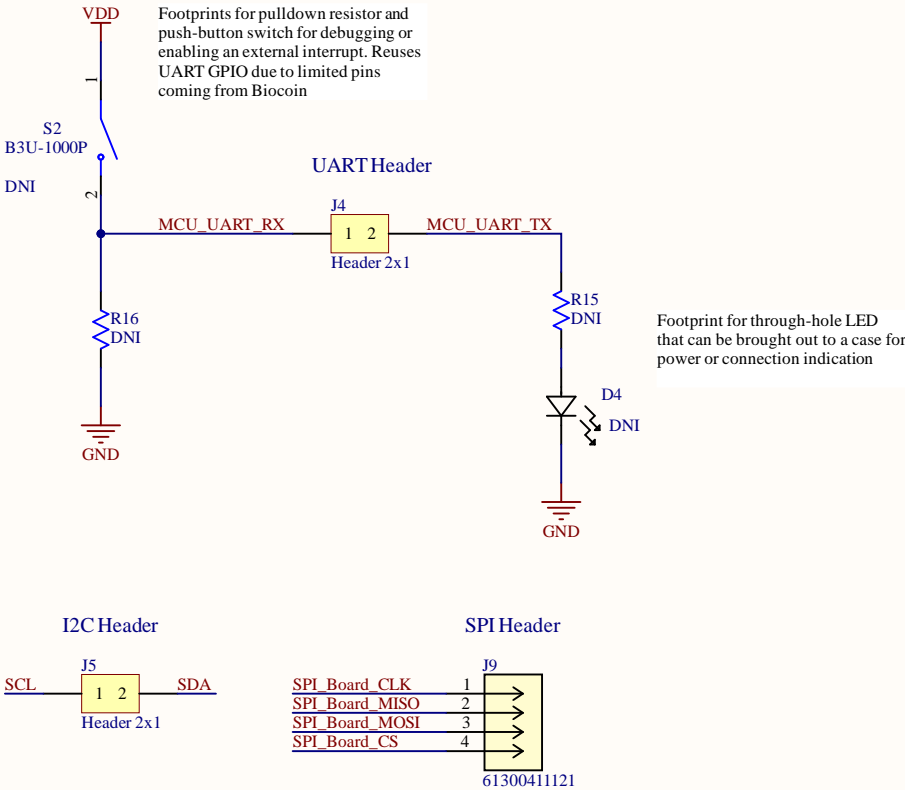 VDD
Footprints for pulldown resistor and
push-button switch for debugging or
enabling an external interrupt. Reuses
UART GPIO due to limited pins
coming from Biocoin
1
S2
B3U-1000P
DNI
2
UART Header
J4
MCU_UART_RX
1 2
MCU_UART_TX
Header 2x1
R16
DNI
GND
R15
DNI
Footprint for through-hole LED
that can be brought out to a case for
power or connection indication
D4
DNI
GND
I2C Header
J5
SCL
1 2
SDA
Header 2x1
SPI Header
J9
SPI_Board_CLK 1
SPI_Board_MISO 2
SPI_Board_MOSI 3
SPI_Board_CS 4
61300411121